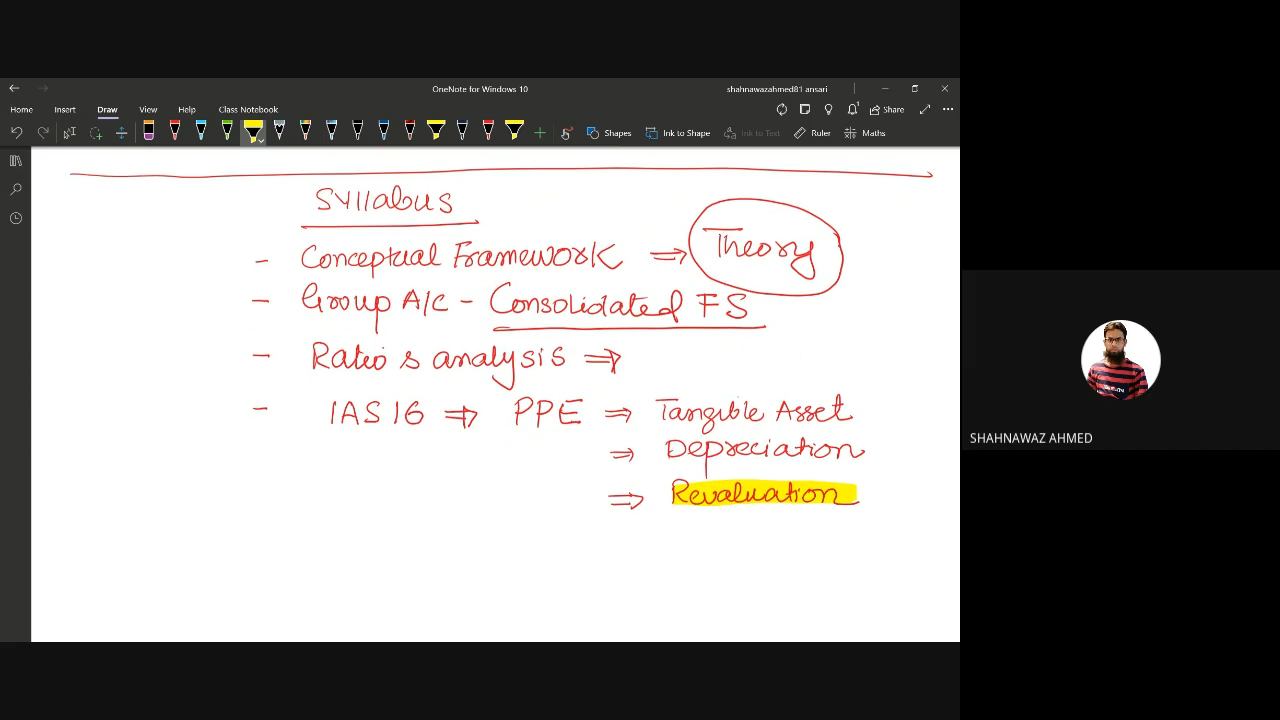 OneNote for Windows 10
shahnawazahmed81 ansari
Home Insert Draw View Help Class Notebook Share
Shapes Ink to Shape Ink to Text Ruler Maths
Syllabus
- Conceptual Framework ⇒ Theory
- Group A/C - Consolidated FS
- Ratios analysis ⇒
- IAS 16 ⇒ PPE ⇒ Tangible Asset
⇒ Depreciation
⇒ Revaluation
SHAHNAWAZ AHMED